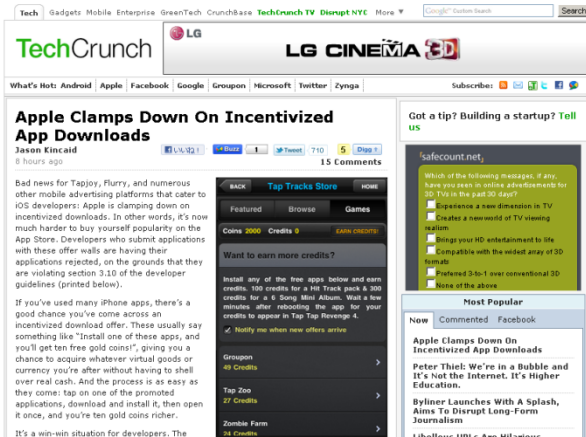 Tech Gadgets Mobile Enterprise GreenTech CrunchBase TechCrunch TV Disrupt NYC More ▼ Google™ Custom Search Search
TechCrunch
LG
LG CINEMA 3D
What's Hot: Android Apple Facebook Google Groupon Microsoft Twitter Zynga Subscribe:
Apple Clamps Down On Incentivized
App Downloads
Jason Kincaid
8 hours ago
いいね！ Buzz 1 Tweet 710 5 Digg
15 Comments
Bad news for Tapjoy, Flurry, and numerous
other mobile advertising platforms that cater to
iOS developers: Apple is clamping down on
incentivized downloads. In other words, it's now
much harder to buy yourself popularity on the
App Store. Developers who submit applications
with these offer walls are having their
applications rejected, on the grounds that they
are violating section 3.10 of the developer
guidelines (printed below).
If you've used many iPhone apps, there's a
good chance you've come across an
incentivized download offer. These usually say
something like "Install one of these apps, and
you'll get ten free gold coins!", giving you a
chance to acquire whatever virtual goods or
currency you're after without having to shell
over real cash. And the process is as easy as
they come: tap on one of the promoted
applications, download and install it, then open
it once, and you're ten gold coins richer.
It's a win-win situation for developers. The
BACK Tap Tracks Store HOME
Featured Browse Games
Coins 2000 Credits 0 EARN CREDITS!
Want to earn more credits?
Install any of the free apps below and earn
credits. 100 credits for a Hit Track pack & 300
credits for a 6 Song Mini Album. Wait a few
minutes after rebooting the app for your
credits to appear in Tap Tap Revenge 4.
Notify me when new offers arrive
Groupon
49 Credits
Tap Zoo
27 Credits
Zombie Farm
24 Credits
Got a tip? Building a startup? Tell
us
safecount.net
Which of the following messages, if any,
have you seen in online advertisements for
3D TVs in the past 30 days?
Experience a new dimension in TV
Creates a new world of TV viewing
realism
Brings your HD entertainment to life
Compatible with the widest array of 3D
formats
Preferred 3-to-1 over conventional 3D
None of the above
Most Popular
Now Commented Facebook
Apple Clamps Down On
Incentivized App Downloads
Peter Thiel: We're in a Bubble and
It's Not the Internet. It's Higher
Education.
Byliner Launches With A Splash,
Aims To Disrupt Long-Form
Journalism
Libellous URLs Are Hilarious